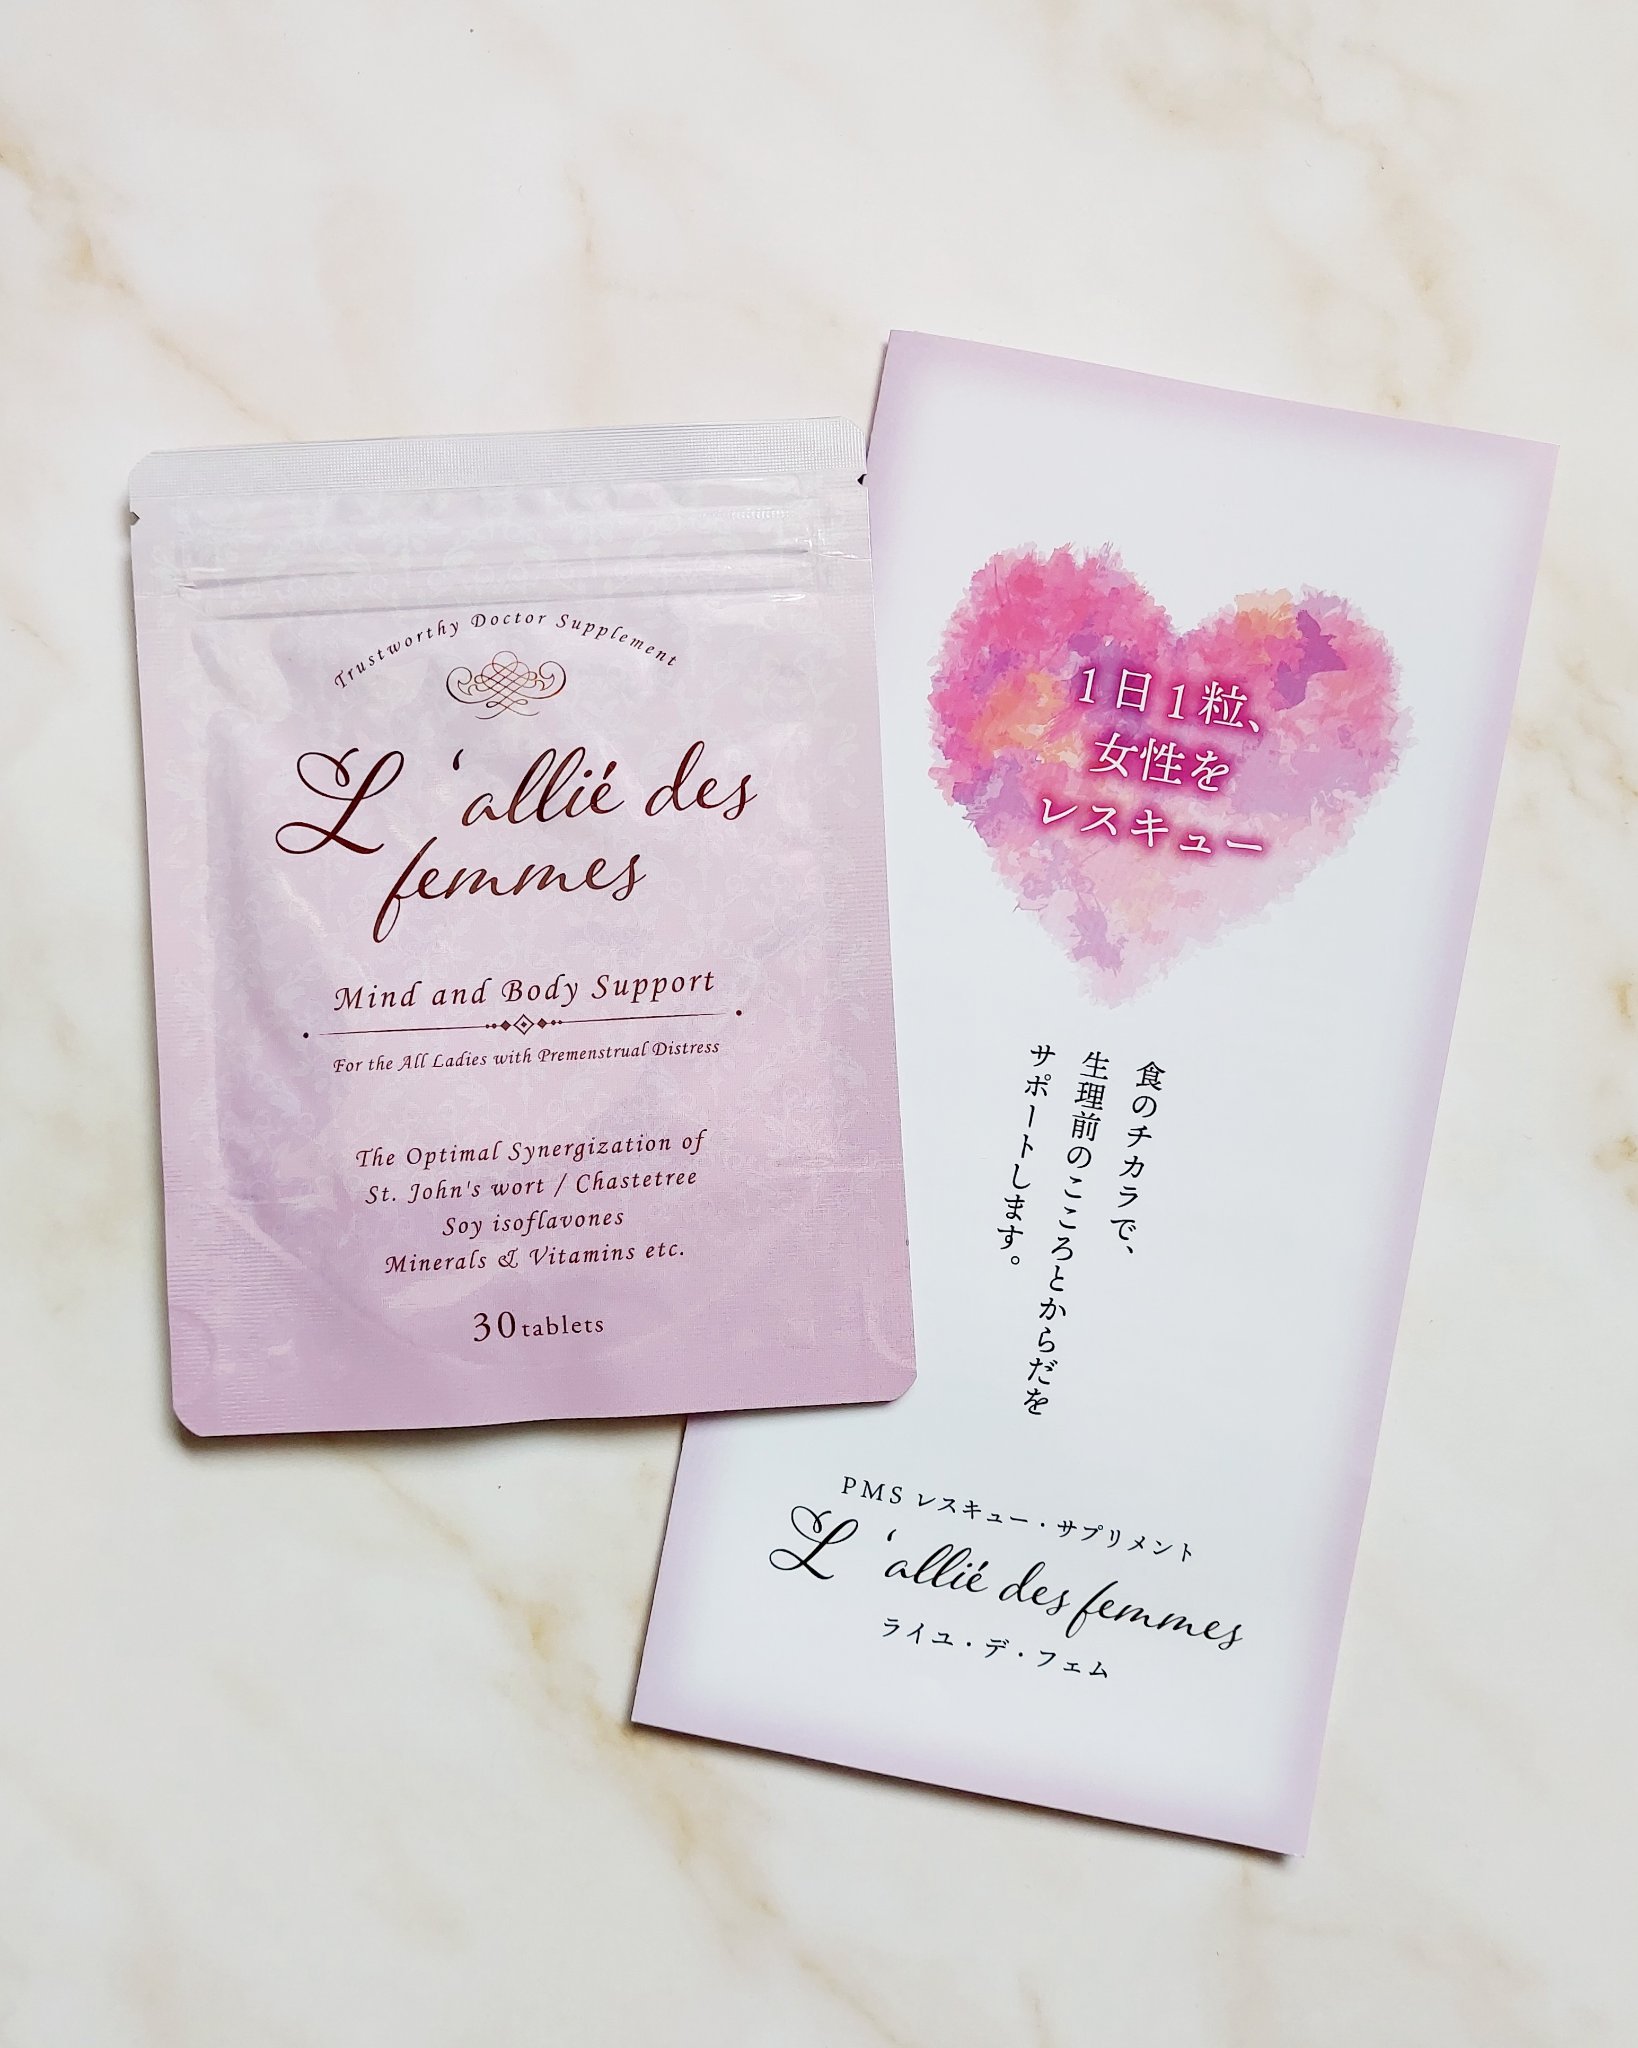 Trustworthy Doctor Supplement
L'allié des
femmes
Mind and Body Support
For the All Ladies with Premenstrual Distress
The Optimal Synergization of
St. John's wort / Chastetree
Soy isoflavones
Minerals & Vitamins etc.
30tablets
1日1粒、
女性を
レスキュー
食のチカラで、
生理前のこころとからだを
サポートします。
PMSレスキュー・サプリメント
L'allié des femmes
ライユ・デ・フェム